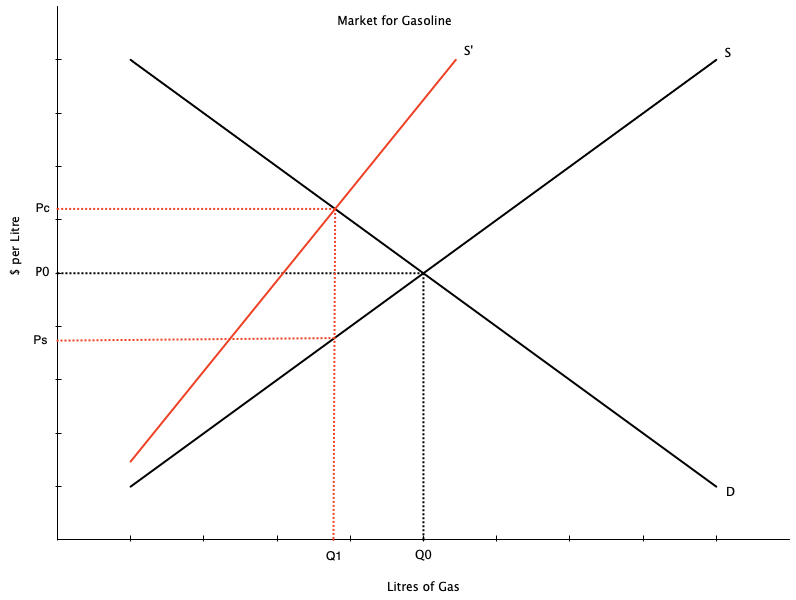 Market for Gasoline
S'
S
Pc
$ per Litre
P0
Ps
D
Q1
Q0
Litres of Gas